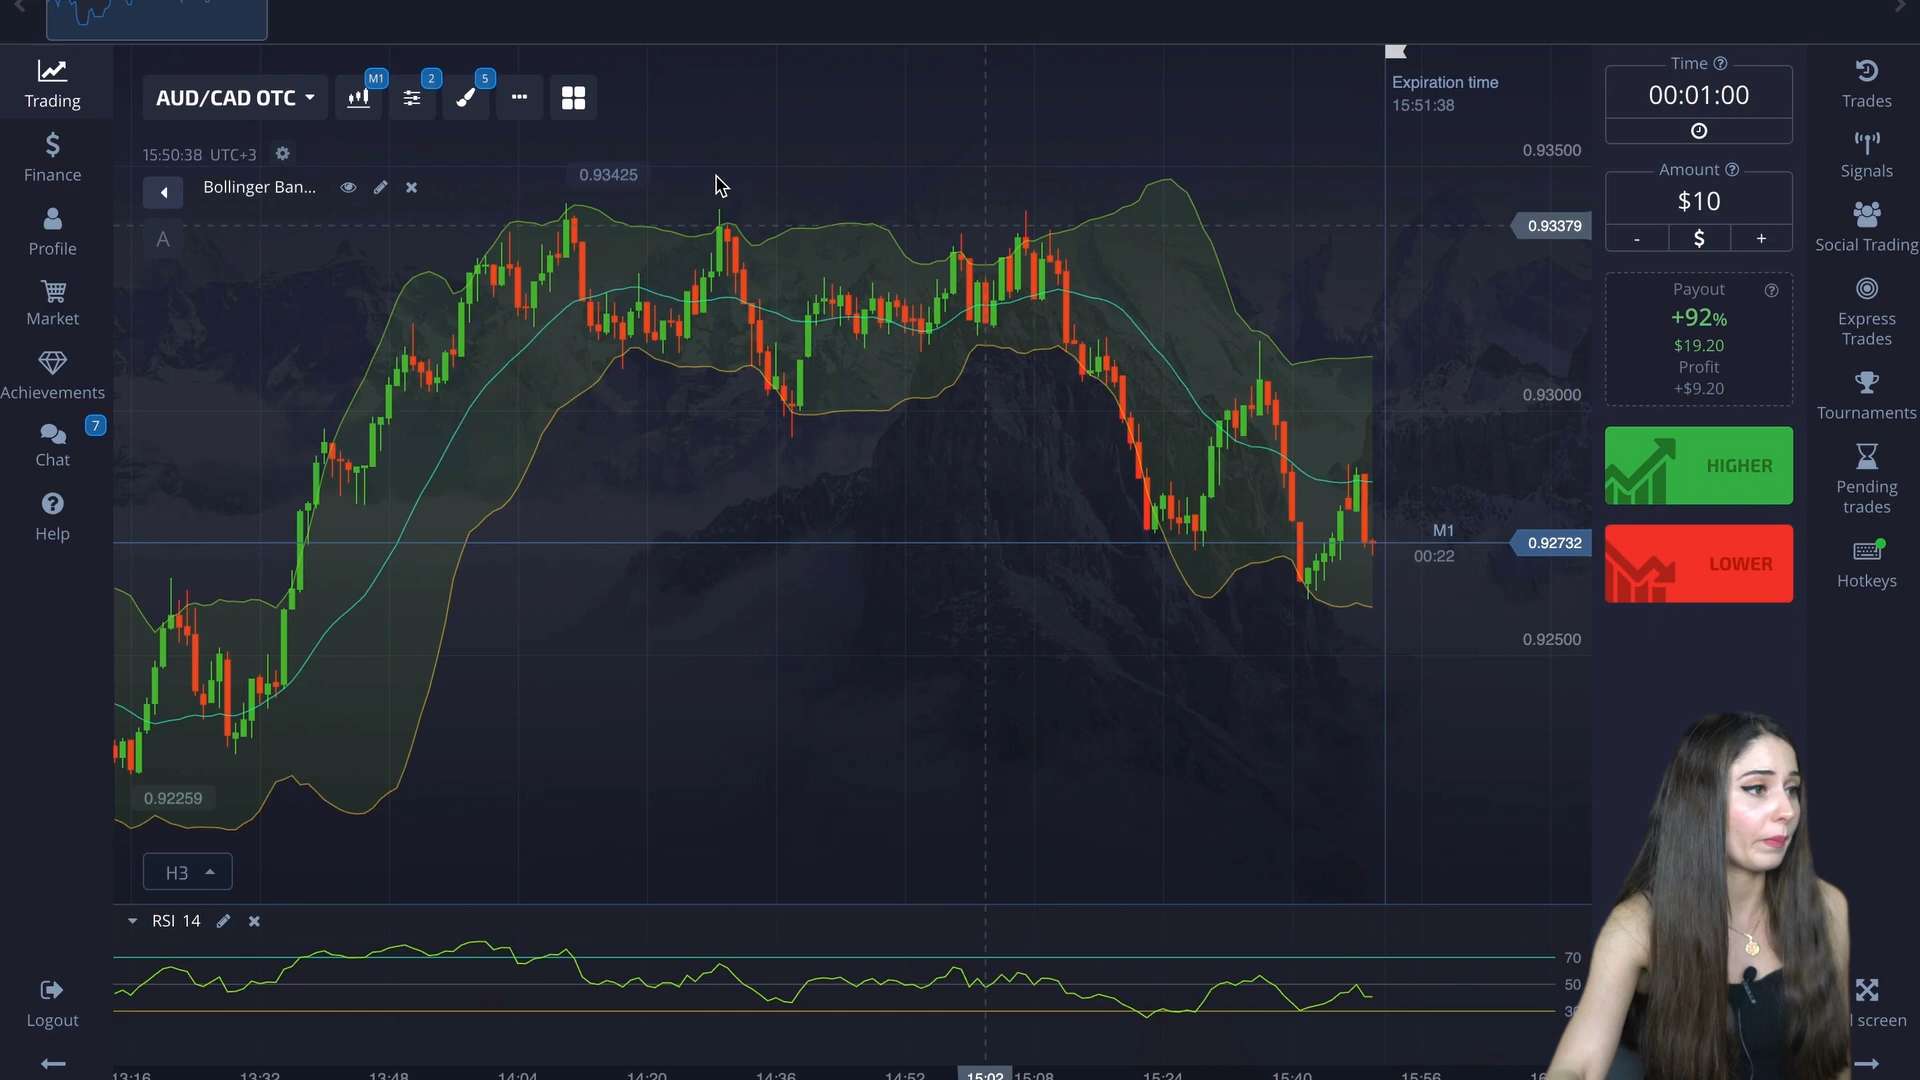 Trading
Finance
Profile
Market
Achievements
7
Chat
Help
Logout
AUD/CAD OTC
M1
2
5
15:50:38 UTC+3
Bollinger Ban...
A
0.93425
0.92259
H3
Expiration time
15:51:38
0.93500
0.93379
0.93000
M1
00:22
0.92732
0.92500
RSI 14
70
50
13:16
13:32
13:48
14:04
14:20
14:36
14:52
15:02
15:08
15:24
15:40
15:56
Time
00:01:00
Amount
$10
- $ +
Payout
+92%
$19.20
Profit
+$9.20
HIGHER
LOWER
Trades
Signals
Social Trading
Express
Trades
Tournaments
Pending
trades
Hotkeys
screen